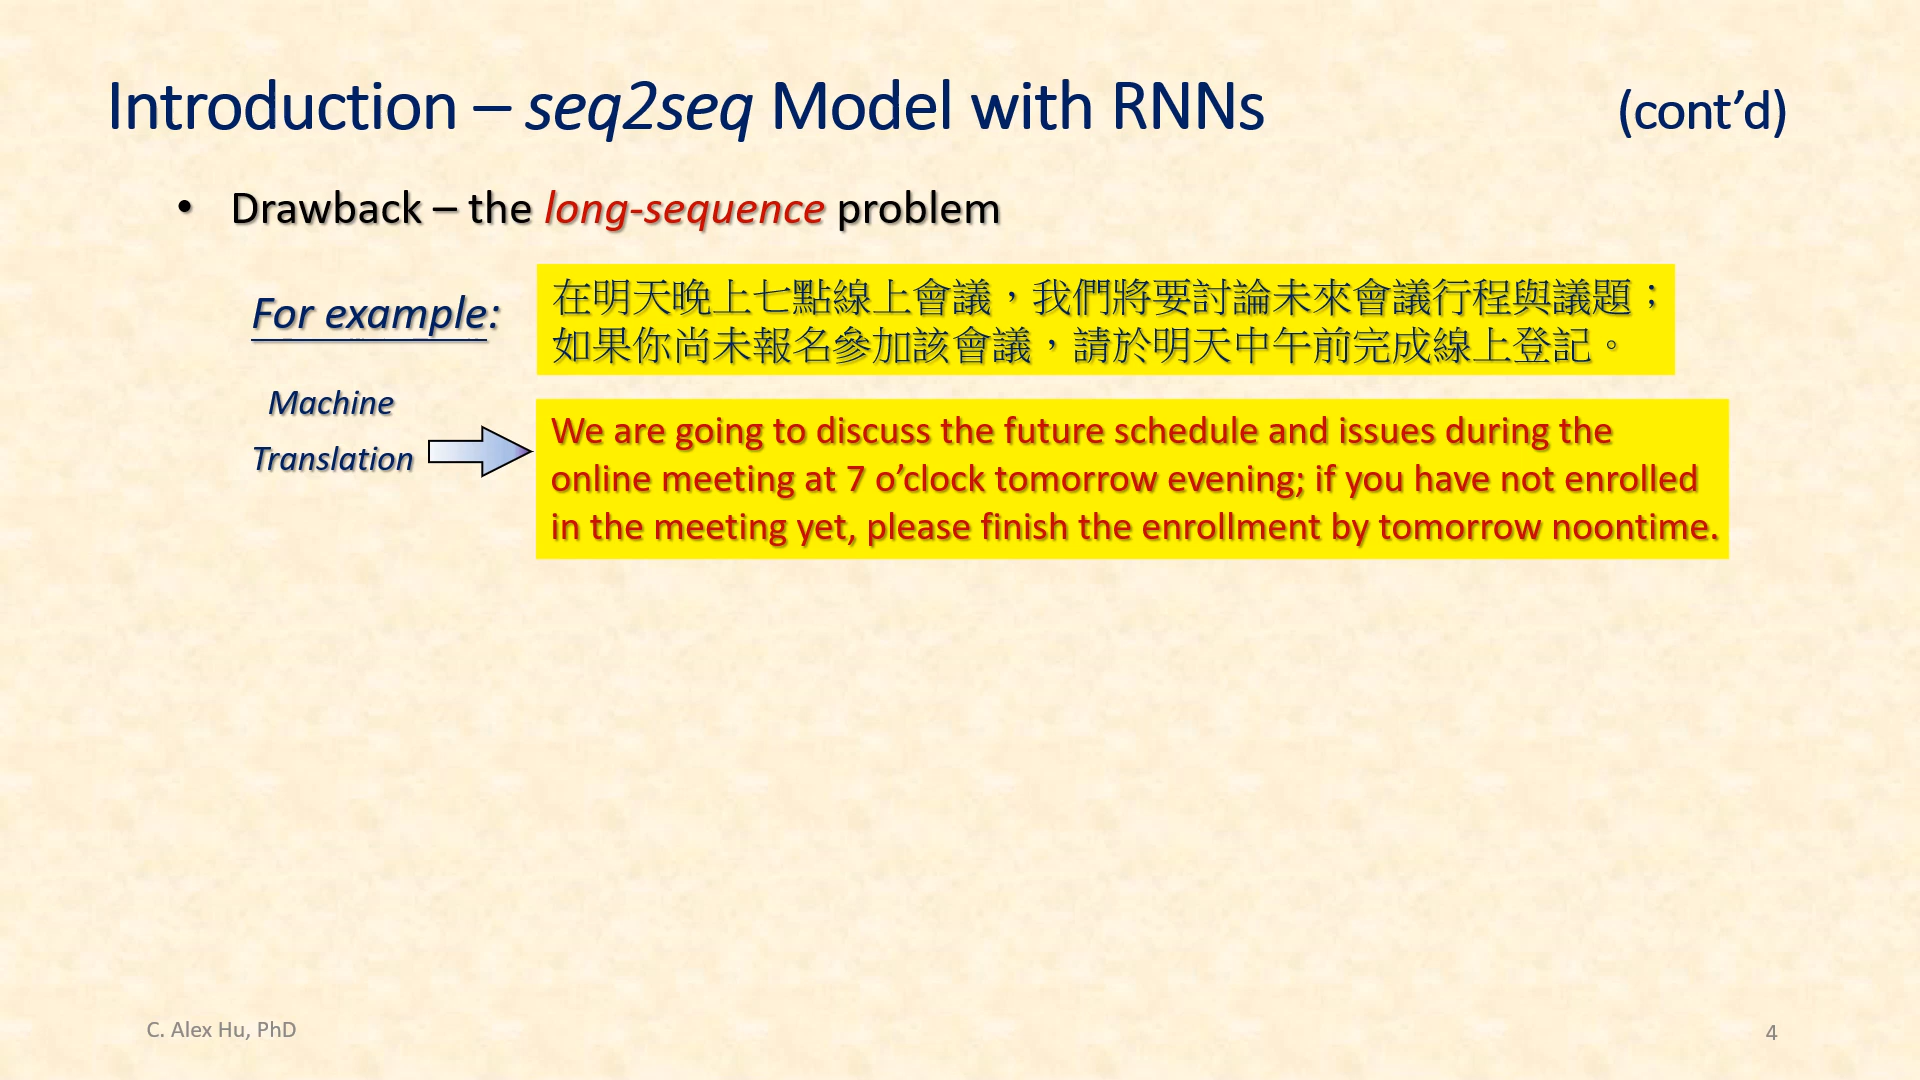 Introduction – seq2seq Model with RNNs (cont’d)
• Drawback – the long-sequence problem
For example:
在明天晚上七點線上會議，我們將要討論未來會議行程與議題；
如果你尚未報名參加該會議，請於明天中午前完成線上登記。
Machine
Translation
We are going to discuss the future schedule and issues during the
online meeting at 7 o’clock tomorrow evening; if you have not enrolled
in the meeting yet, please finish the enrollment by tomorrow noontime.
C. Alex Hu, PhD
4